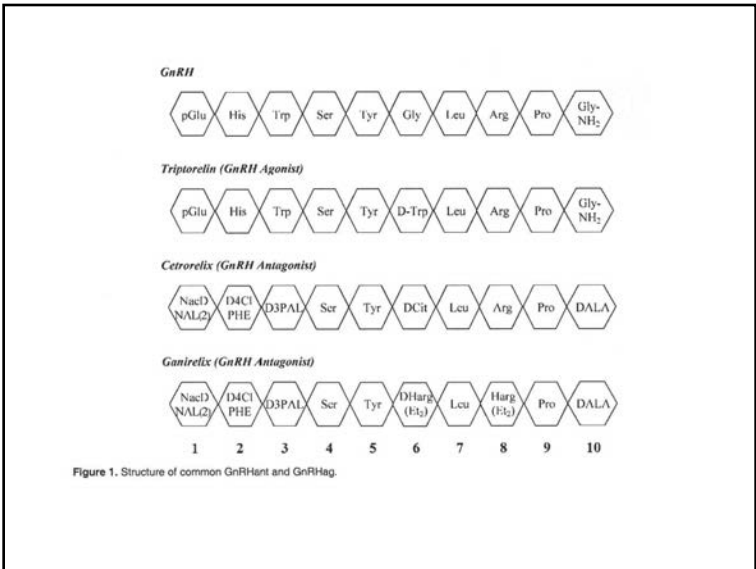 GnRH
pGlu His Trp Ser Tyr Gly Leu Arg Pro Gly-NH₂
Triptorelin (GnRH Agonist)
pGlu His Trp Ser Tyr D-Trp Leu Arg Pro Gly-NH₂
Cetrorelix (GnRH Antagonist)
NacD NAL(2) D4Cl PHE D3PAL Ser Tyr DCit Leu Arg Pro DALA
Ganirelix (GnRH Antagonist)
NacD NAL(2) D4Cl PHE D3PAL Ser Tyr DHarg (Et₂) Leu Harg (Et₂) Pro DALA
1 2 3 4 5 6 7 8 9 10
Figure 1. Structure of common GnRHant and GnRHag.